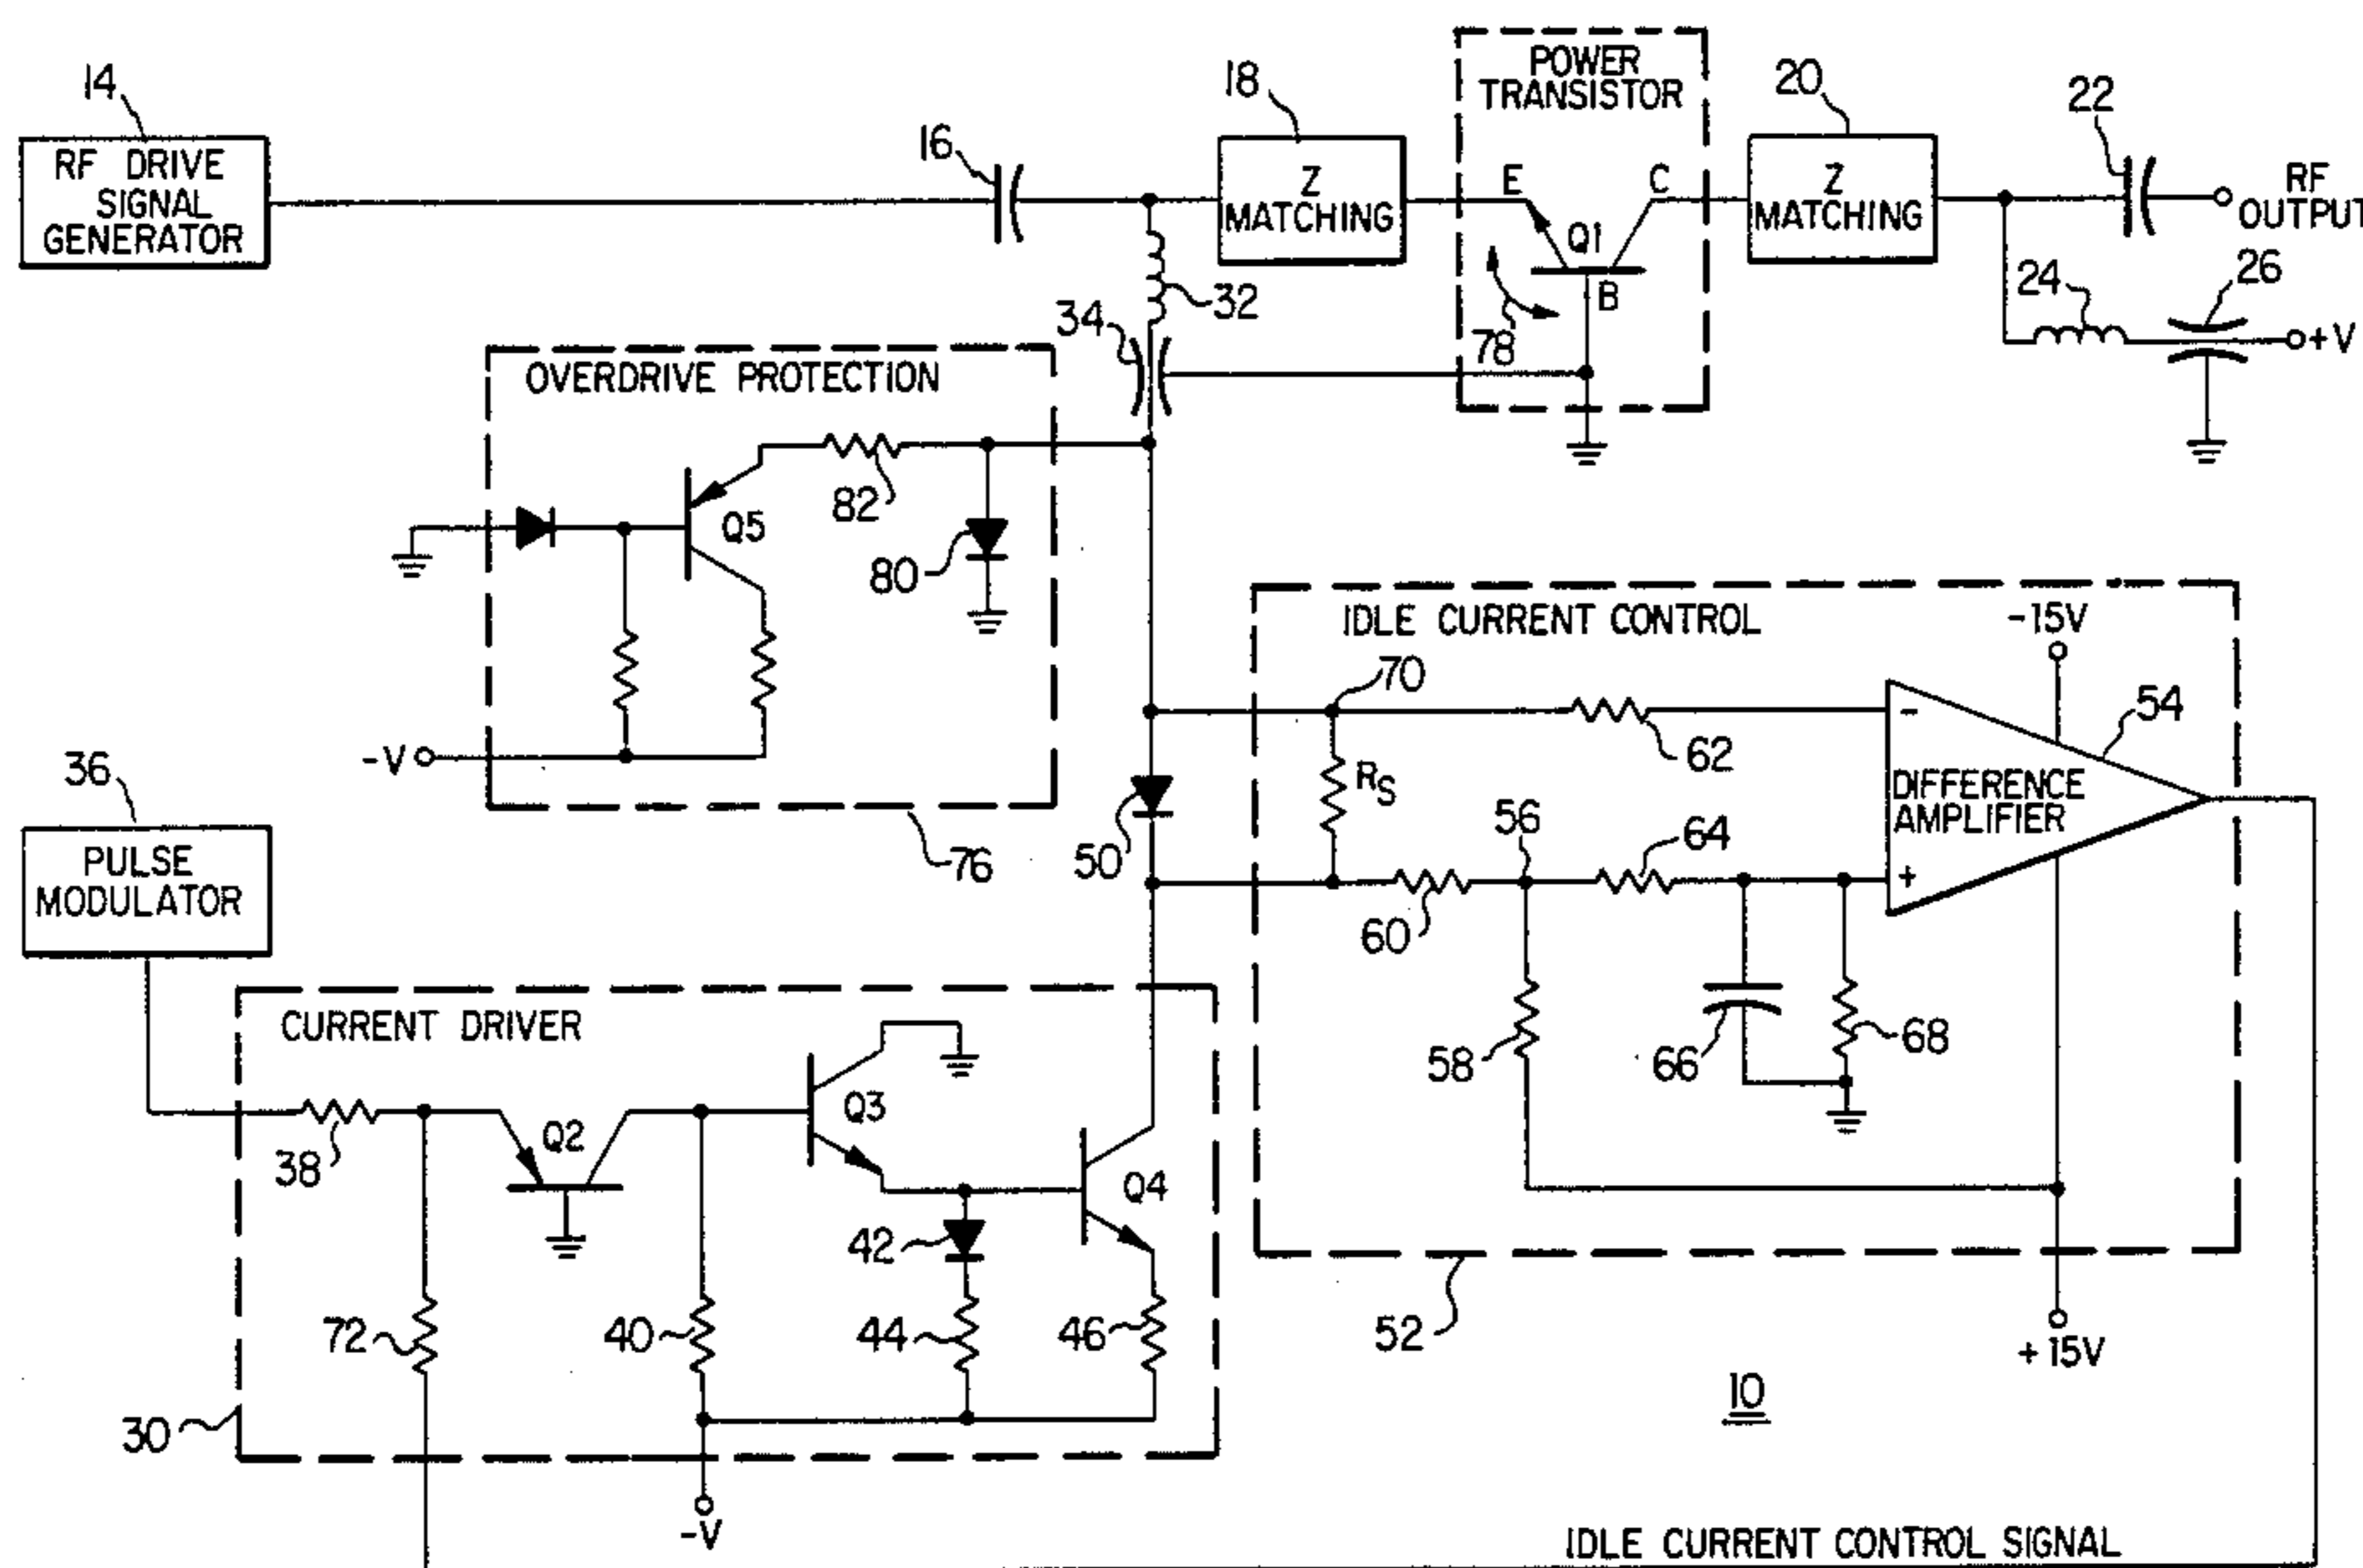 14
RF DRIVE
SIGNAL
GENERATOR
16
18
Z
MATCHING
POWER
TRANSISTOR
E
C
Q1
B
78
20
Z
MATCHING
22
RF
OUTPUT
24
26
+V
32
34
OVERDRIVE PROTECTION
Q5
82
80
-V
76
36
PULSE
MODULATOR
50
IDLE CURRENT CONTROL
-15V
70
62
54
RS
-
DIFFERENCE
AMPLIFIER
+
56
64
60
58
66
68
52
+15V
CURRENT DRIVER
38
Q2
Q3
Q4
42
72
40
44
46
30
-V
10
IDLE CURRENT CONTROL SIGNAL